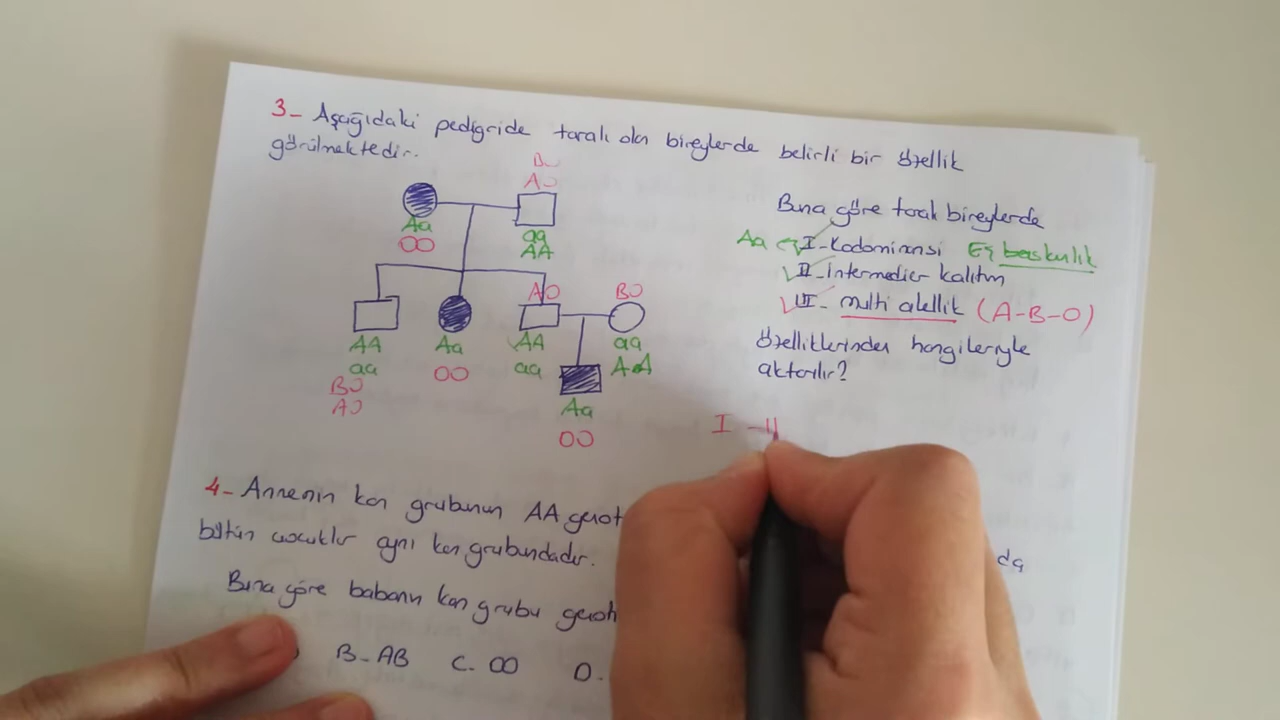 3- Aşağıdaki pedigride taralı olan bireylerde belirli bir özellik
görülmektedir.
BO
AO
Aa
OO
aa
AA
AO
BO
AA
aa
BO
AO
Aa
OO
AA
aa
aa
AA
Aa
OO
Buna göre taralı bireylerde
Aa I-Kodominansi Eş baskınlık
II-intermedier kalıtım
III- multi alellik (A-B-O)
özelliklerinden hangileriyle
aktarılır?
I -II
4- Annenin kan grubunun AA genot da
bütün çocuklar aynı kan grubundadır.
Buna göre babanın kan grubu genoti
B-AB C-OO D.